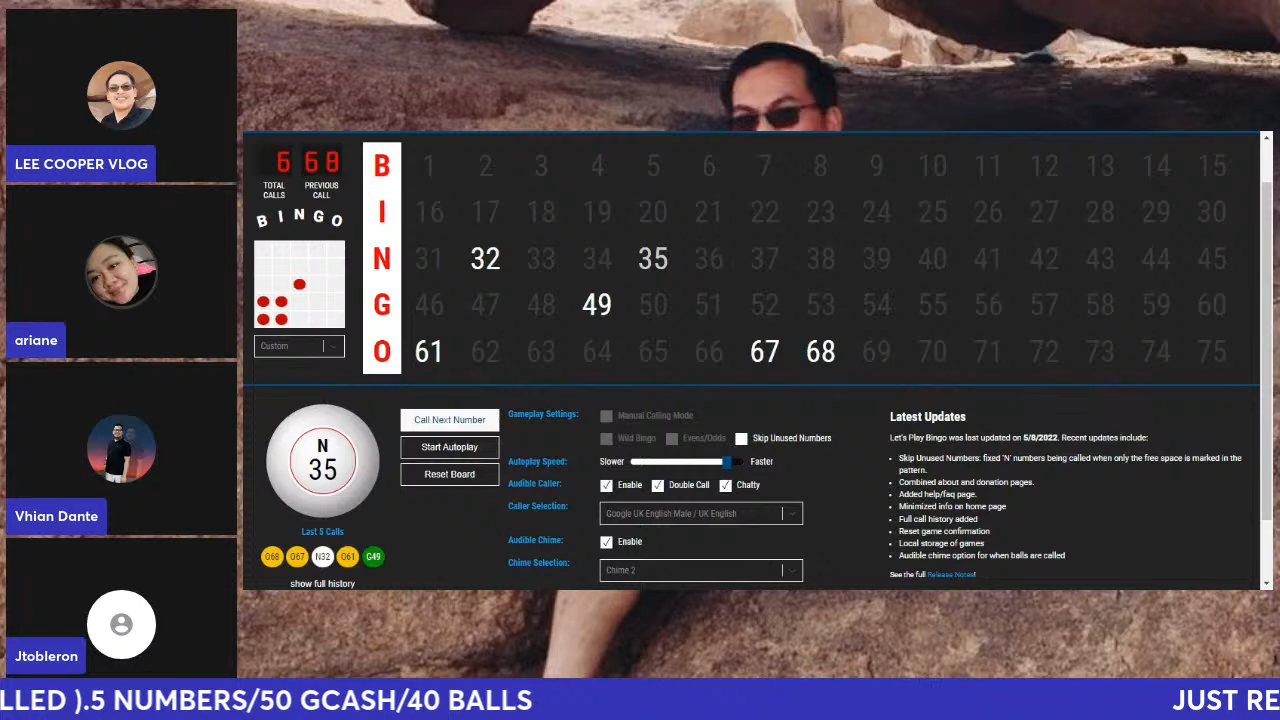 LEE COOPER VLOG
ariane
Vhian Dante
Jtobleron
6 68
TOTAL CALLS
PREVIOUS CALL
B I N G O
Custom
B 1 2 3 4 5 6 7 8 9 10 11 12 13 14 15
I 16 17 18 19 20 21 22 23 24 25 26 27 28 29 30
N 31 32 33 34 35 36 37 38 39 40 41 42 43 44 45
G 46 47 48 49 50 51 52 53 54 55 56 57 58 59 60
O 61 62 63 64 65 66 67 68 69 70 71 72 73 74 75
N
35
Last 5 Calls
O68 O67 N32 O61 G49
show full history
Call Next Number
Start Autoplay
Reset Board
Gameplay Settings:
Manual Calling Mode
Wild Bingo Evens/Odds Skip Unused Numbers
Autoplay Speed: Slower Faster
Audible Caller: Enable Double Call Chatty
Caller Selection: Google UK English Male / UK English
Audible Chime: Enable
Chime Selection: Chime 2
Latest Updates
Let's Play Bingo was last updated on 5/8/2022. Recent updates include:
Skip Unused Numbers: fixed 'N' numbers being called when only the free space is marked in the
pattern.
Combined about and donation pages.
Added help/faq page.
Minimized info on home page
Full call history added
Reset game confirmation
Local storage of games
Audible chime option for when balls are called
See the full Release Notes!
LLED ).5 NUMBERS/50 GCASH/40 BALLS
JUST RE